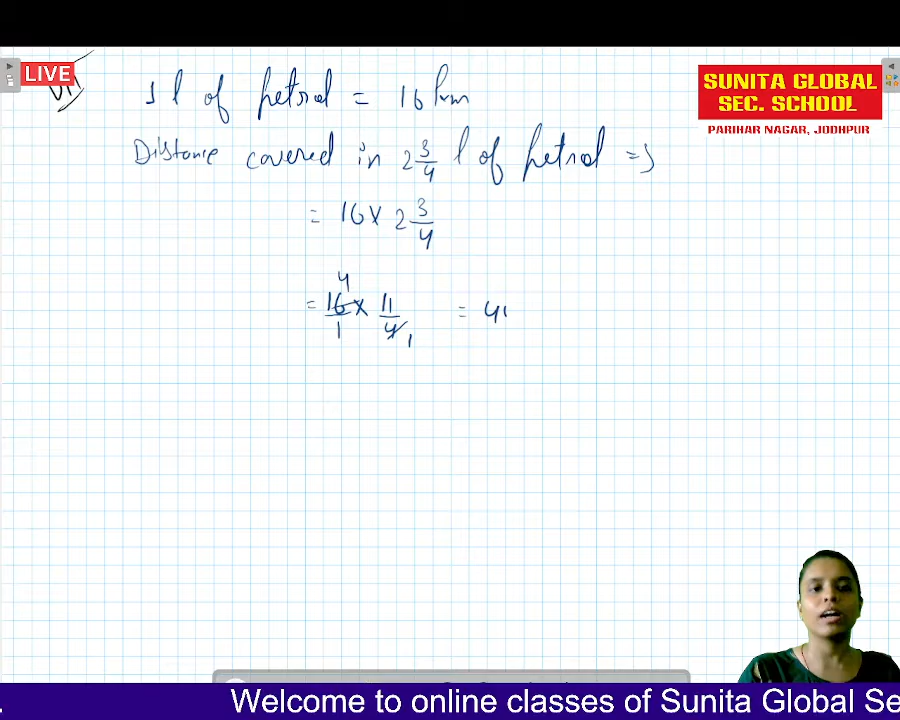 LIVE
VII
1 l of petrol = 16 km
SUNITA GLOBAL
SEC. SCHOOL
PARIHAR NAGAR, JODHPUR
Distance covered in 2 3/4 l of petrol =>
= 16 × 2 3/4
4
= 16/1 × 11/4 = 41
1
. Welcome to online classes of Sunita Global Se